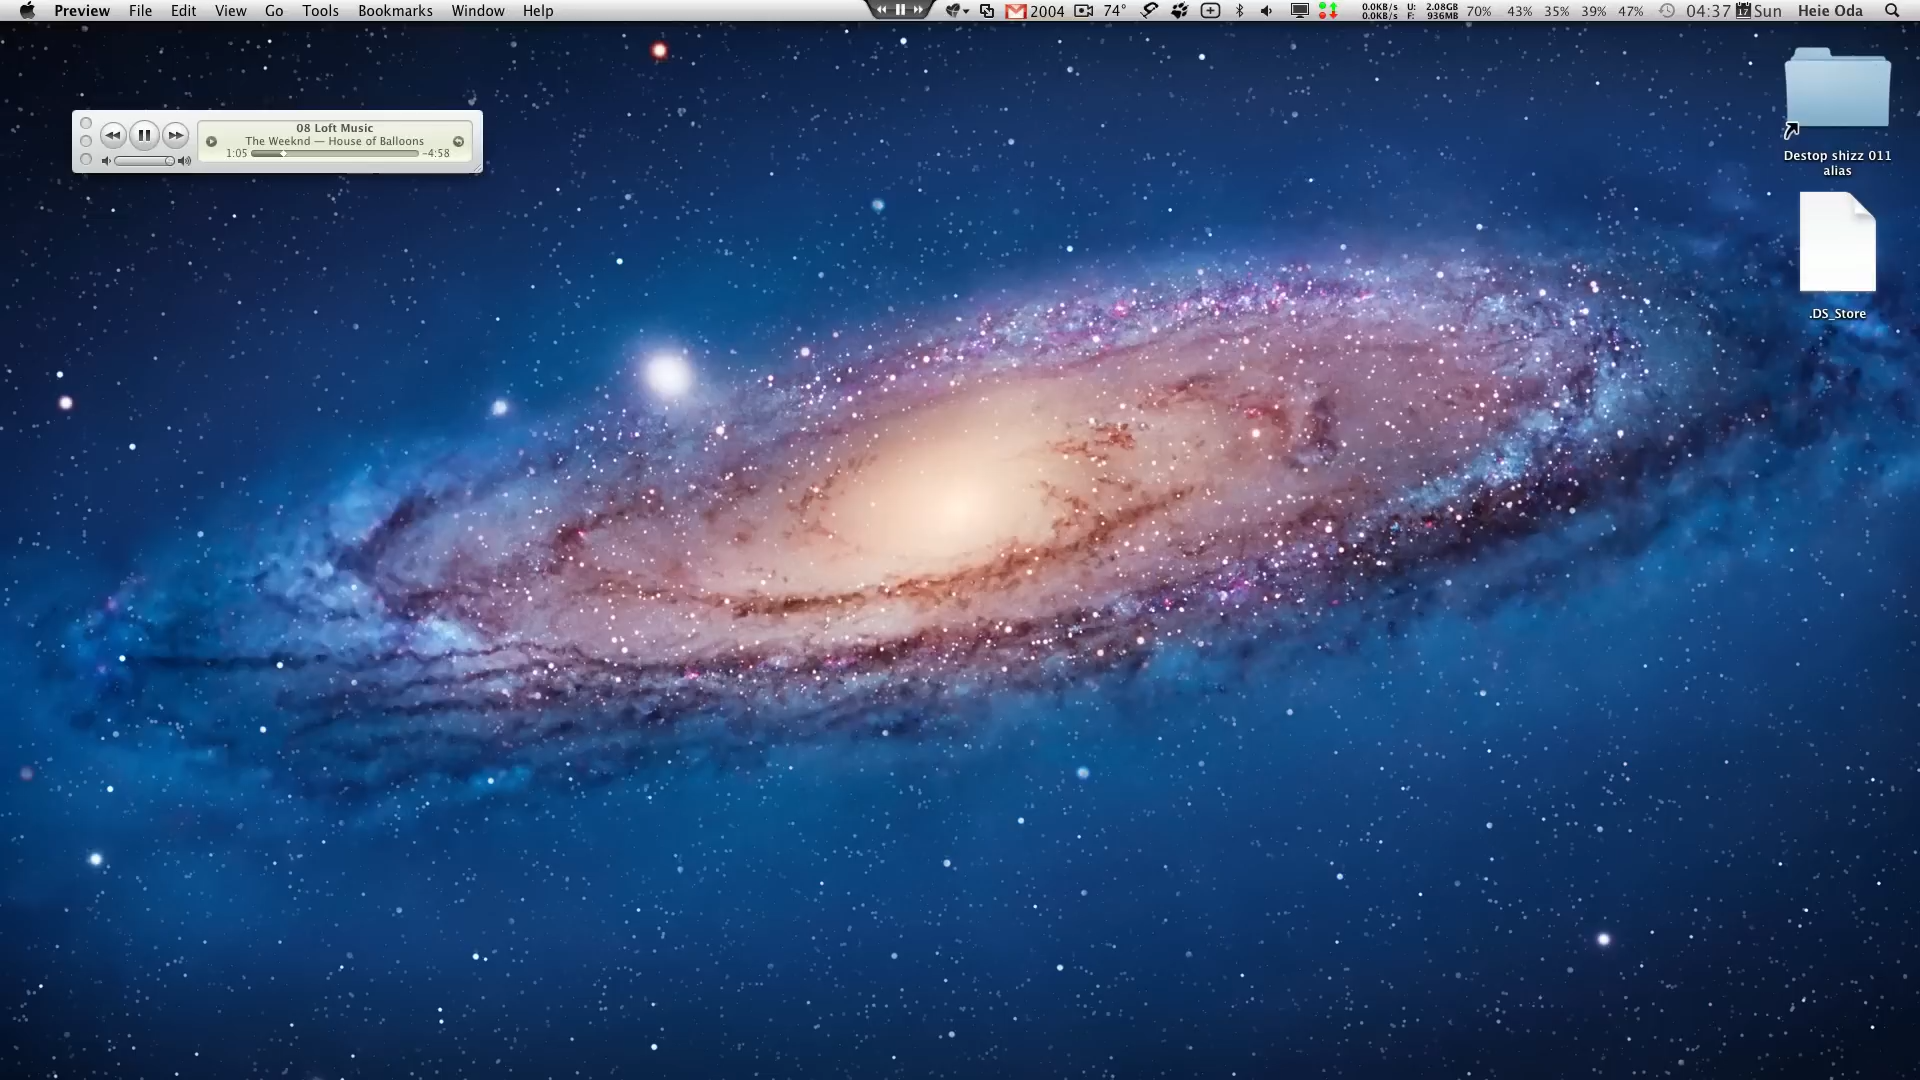 Preview File Edit View Go Tools Bookmarks Window Help 2004 74° 0.0KB/s 0.0KB/s U: F: 2.08GB 936MB 70% 43% 35% 39% 47% 04:37 17 Sun Heie Oda
08 Loft Music
The Weeknd — House of Balloons
1:05 -4:58
Destop shizz 011
alias
.DS_Store